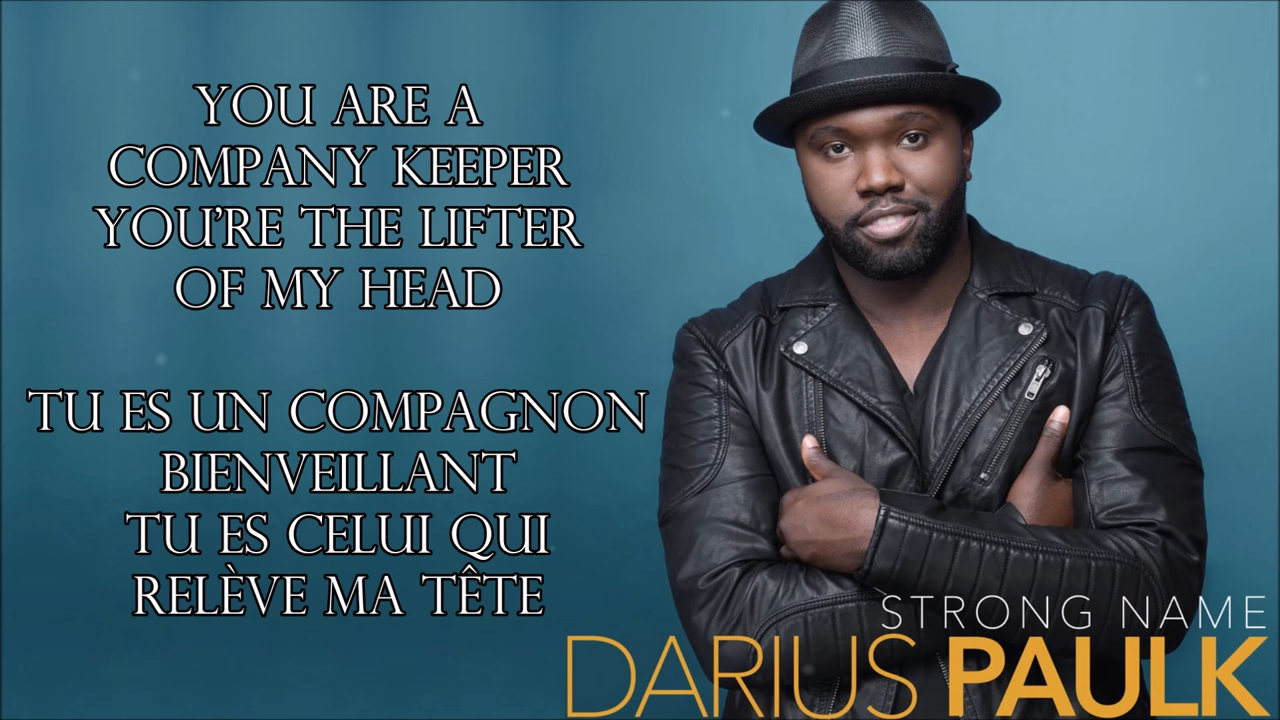 YOU ARE A
COMPANY KEEPER
YOU'RE THE LIFTER
OF MY HEAD
TU ES UN COMPAGNON
BIENVEILLANT
TU ES CELUI QUI
RELÈVE MA TÊTE
STRONG NAME
DARIUS PAULK